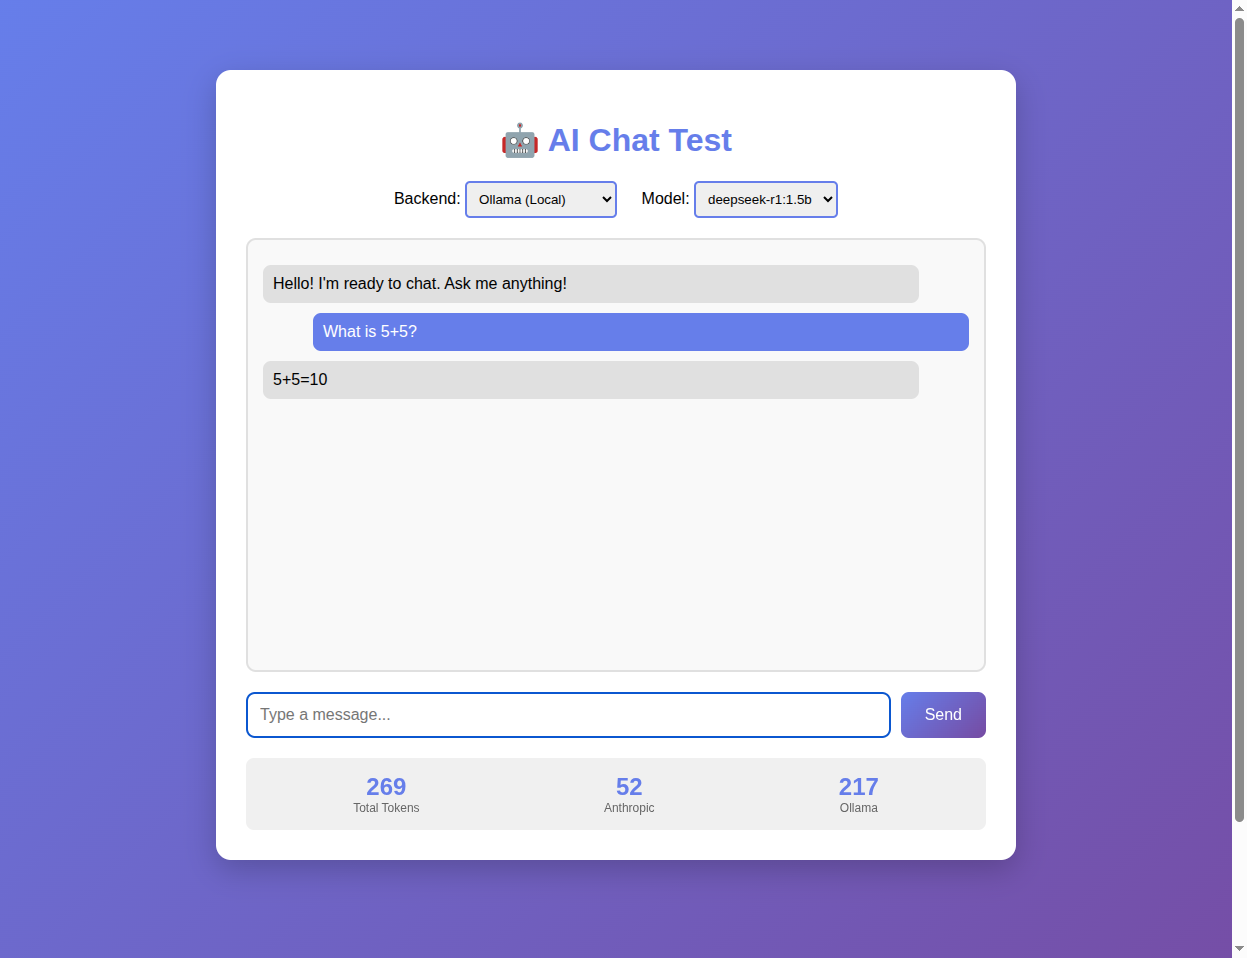 🤖 AI Chat Test
Backend: Ollama (Local) Model: deepseek-r1:1.5b
Hello! I'm ready to chat. Ask me anything!
What is 5+5?
5+5=10
Type a message... Send
269 52 217
Total Tokens Anthropic Ollama